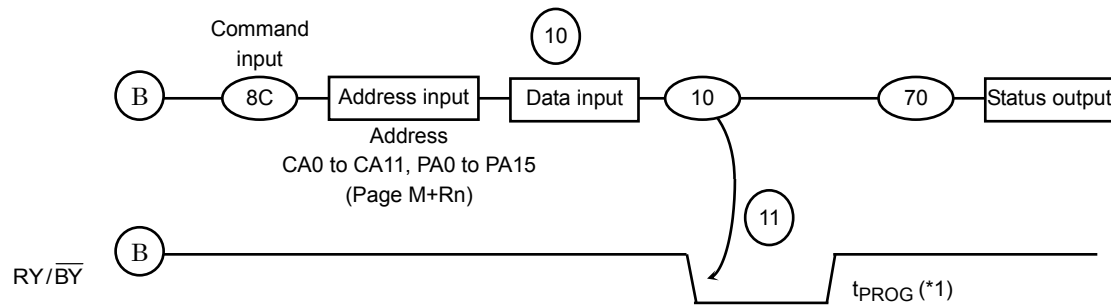 Command
input
10
B
8C
Address input
Data input
10
70
Status output
Address
CA0 to CA11, PA0 to PA15
(Page M+Rn)
11
B
RY/BY
tPROG (*1)